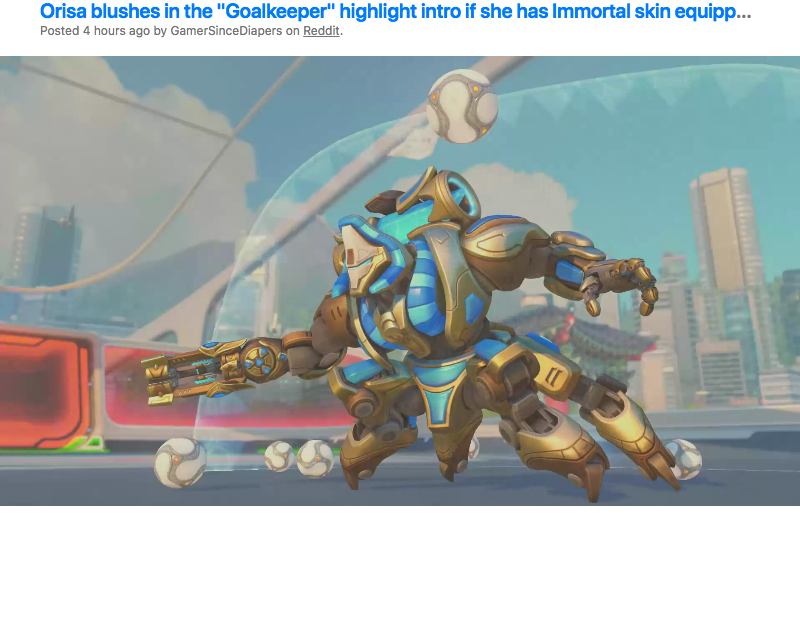 Orisa blushes in the "Goalkeeper" highlight intro if she has Immortal skin equipp...
Posted 4 hours ago by GamerSinceDiapers on Reddit.